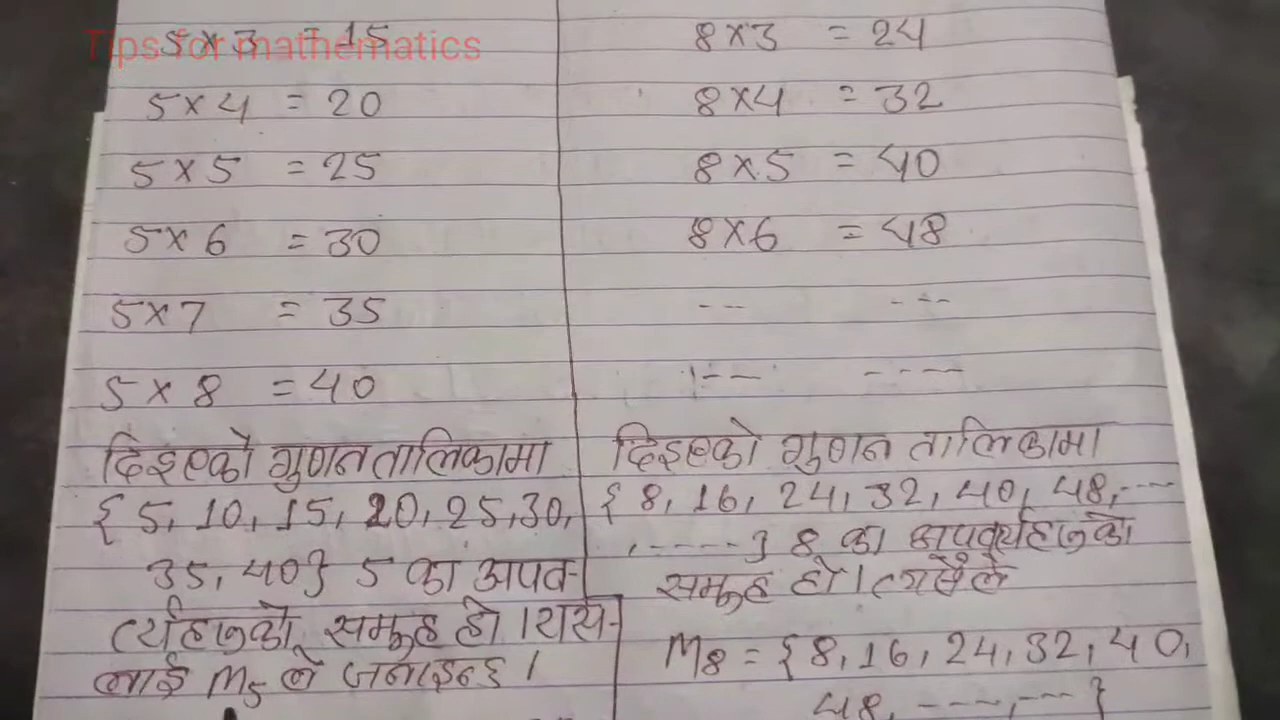 Tips for mathematics
5 × 3 = 15
5 × 4 = 20
5 × 5 = 25
5 × 6 = 30
5 × 7 = 35
5 × 8 = 40
दिइएको गुणन तालिकामा
{ 5, 10, 15, 20, 25, 30,
35, 40} 5 का अपव-
र्त्यहरुको समूह हो । यस-
लाई M5 ले जनाइन्छ ।
8 × 3 = 24
8 × 4 = 32
8 × 5 = 40
8 × 6 = 48
-- ---
--- ----
दिइएको गुणन तालिकामा
{ 8, 16, 24, 32, 40, 48, ----
, ----- } 8 का अपवर्त्यहरुको
समूह हो । त्यसैले
M8 = { 8, 16, 24, 32, 40,
48, ----, --- }